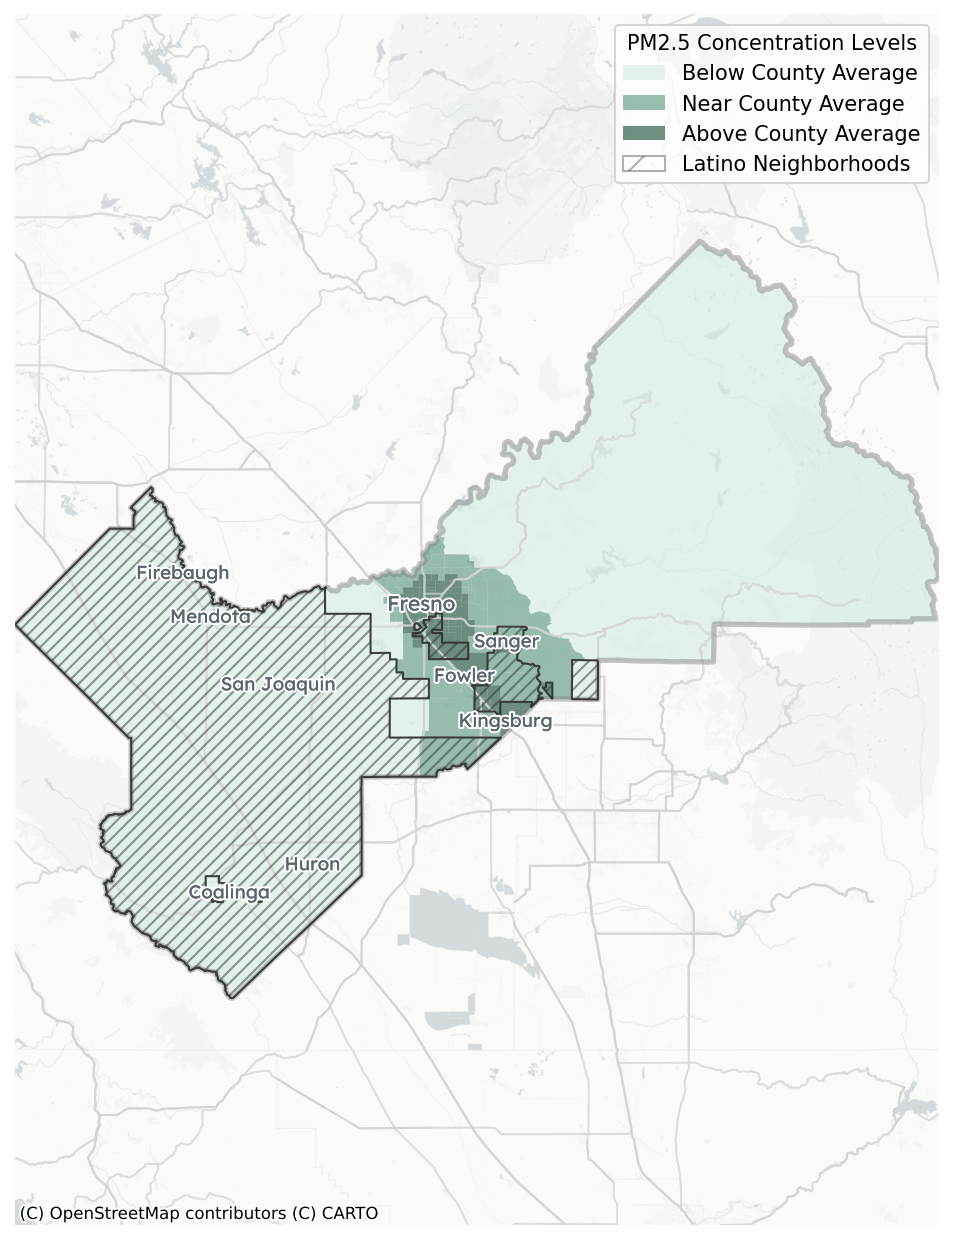 PM2.5 Concentration Levels
Below County Average
Near County Average
Above County Average
Latino Neighborhoods
Firebaugh
Fresno
Mendota
Sanger
Fowler
San Joaquin
Kingsburg
Huron
Coalinga
(C) OpenStreetMap contributors (C) CARTO